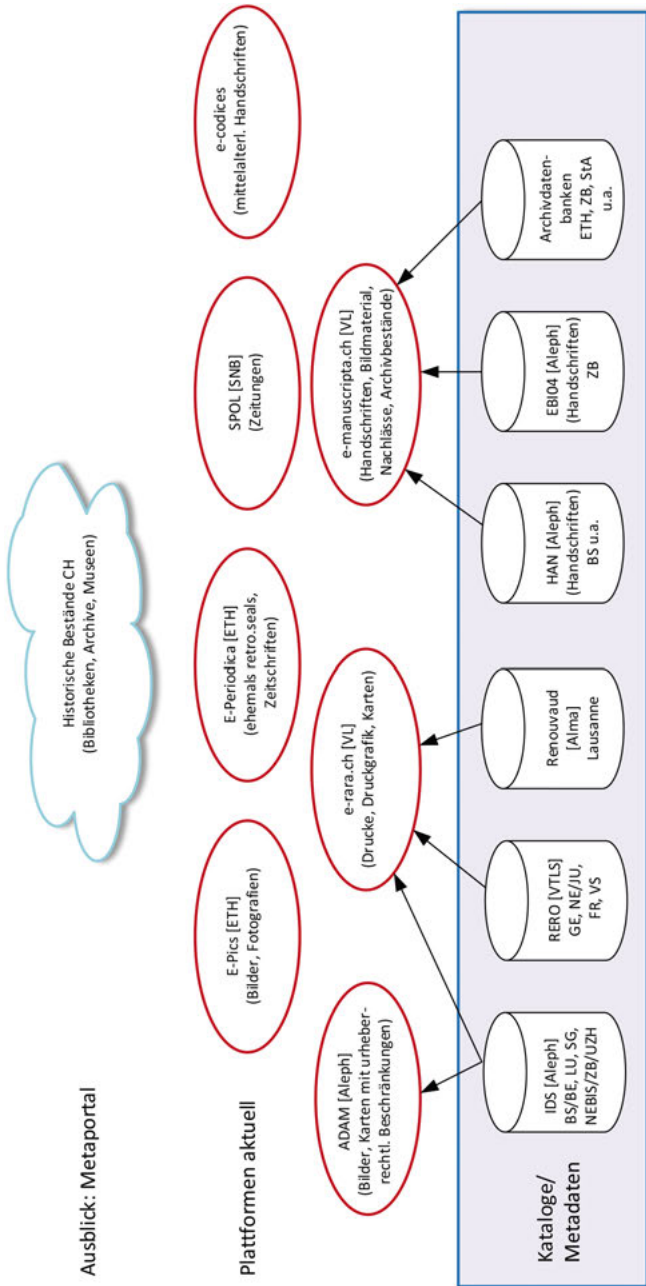 Ausblick: Metaportal
Historische Bestände CH
(Bibliotheken, Archive, Museen)
Plattformen aktuell
E-Pics [ETH]
(Bilder, Fotografien)
E-Periodica [ETH]
(ehemals retro.seals,
Zeitschriften)
SPOL [SNB]
(Zeitungen)
e-codices
(mittelalterl. Handschriften)
ADAM [Aleph]
(Bilder, Karten mit urheber-
rechtl. Beschränkungen)
e-rara.ch [VL]
(Drucke, Druckgrafik, Karten)
e-manuscripta.ch [VL]
(Handschriften, Bildmaterial,
Nachlässe, Archivbestände)
Kataloge/
Metadaten
IDS [Aleph]
BS/BE, LU, SG,
NEBIS/ZB/UZH
RERO [VTLS]
GE, NE/JU,
FR, VS
Renouvaud
[Alma]
Lausanne
HAN [Aleph]
(Handschriften)
BS u.a.
EBI04 [Aleph]
(Handschriften)
ZB
Archivdaten-
banken
ETH, ZB, StA
u.a.